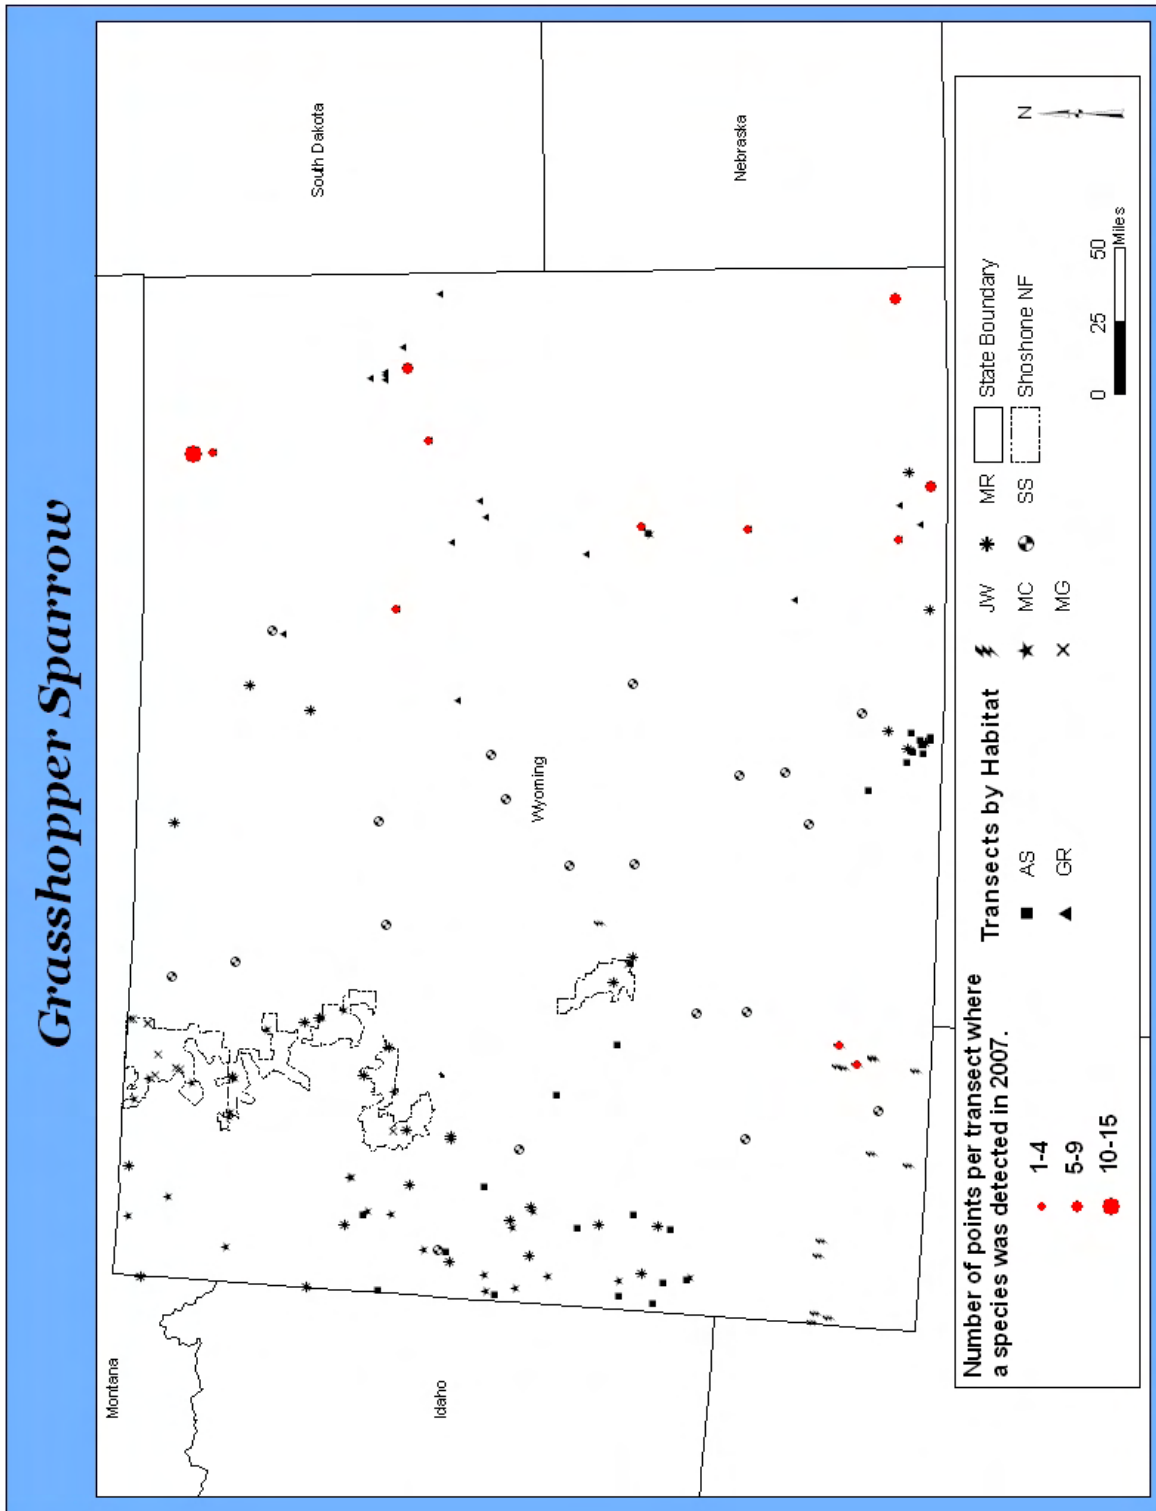 Grasshopper Sparrow
Montana
South Dakota
Idaho
Wyoming
Nebraska
Number of points per transect where
a species was detected in 2007.
1-4
5-9
10-15
Transects by Habitat
AS
GR
JW
MC
MG
MR
SS
State Boundary
Shoshone NF
N
0 25 50
Miles